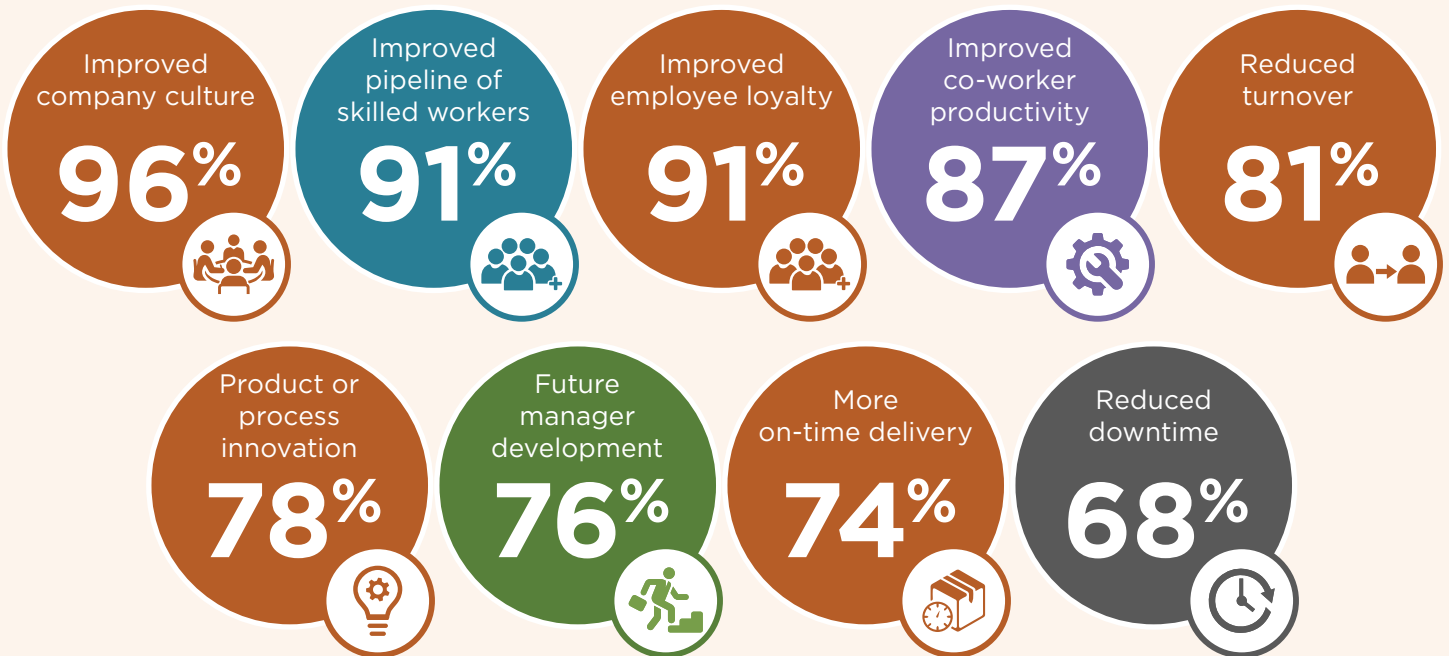 Improved
company culture
96%
Improved
pipeline of
skilled workers
91%
Improved
employee loyalty
91%
Improved
co-worker
productivity
87%
Reduced
turnover
81%
Product or
process
innovation
78%
Future
manager
development
76%
More
on-time delivery
74%
Reduced
downtime
68%